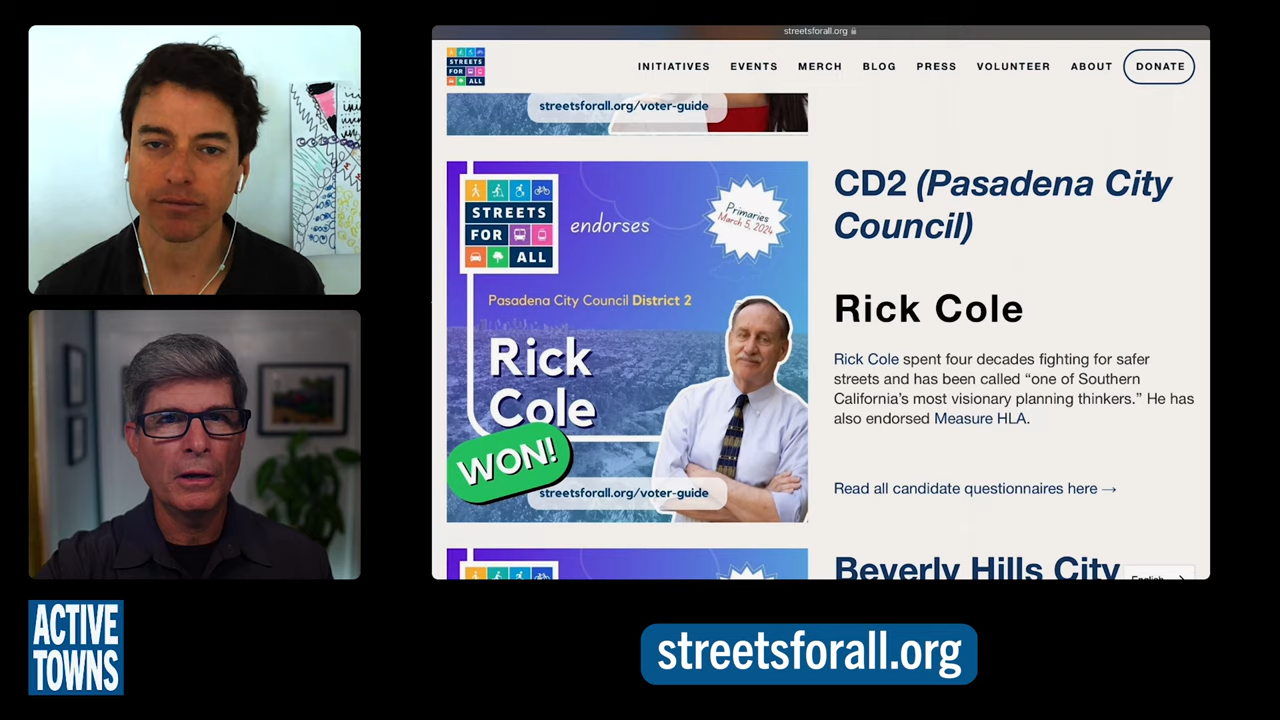 streetsforall.org
STREETS
FOR
ALL
INITIATIVES EVENTS MERCH BLOG PRESS VOLUNTEER ABOUT DONATE
streetsforall.org/voter-guide
STREETS
FOR
ALL
endorses
Primaries
March 5, 2024
Pasadena City Council District 2
Rick
Cole
WON!
streetsforall.org/voter-guide
CD2 (Pasadena City
Council)
Rick Cole
Rick Cole spent four decades fighting for safer
streets and has been called “one of Southern
California’s most visionary planning thinkers.” He has
also endorsed Measure HLA.
Read all candidate questionnaires here →
Beverly Hills City
English
ACTIVE
TOWNS
streetsforall.org